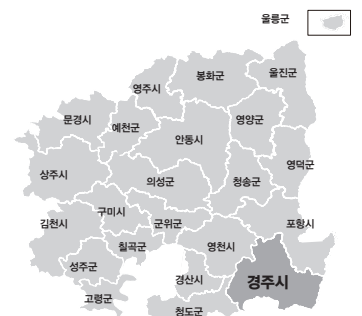 울릉군
봉화군
울진군
영주시
문경시
예천군
영양군
안동시
영덕군
상주시
의성군
청송군
구미시
김천시
군위군
포항시
칠곡군
영천시
성주군
경산시
경주시
고령군
청도군